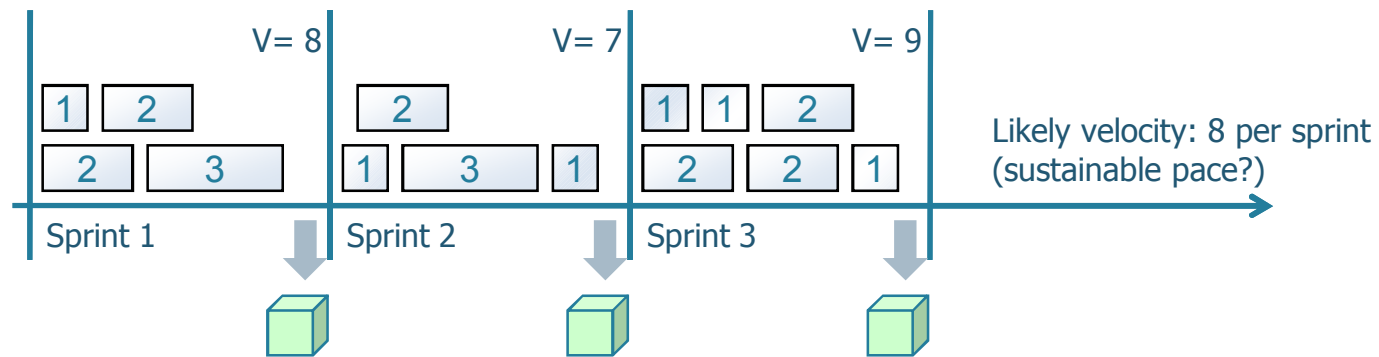 V= 8 V= 7 V= 9
1 2 2 1 1 2
Likely velocity: 8 per sprint
2 3 1 3 1 2 2 1
(sustainable pace?)
Sprint 1 Sprint 2 Sprint 3